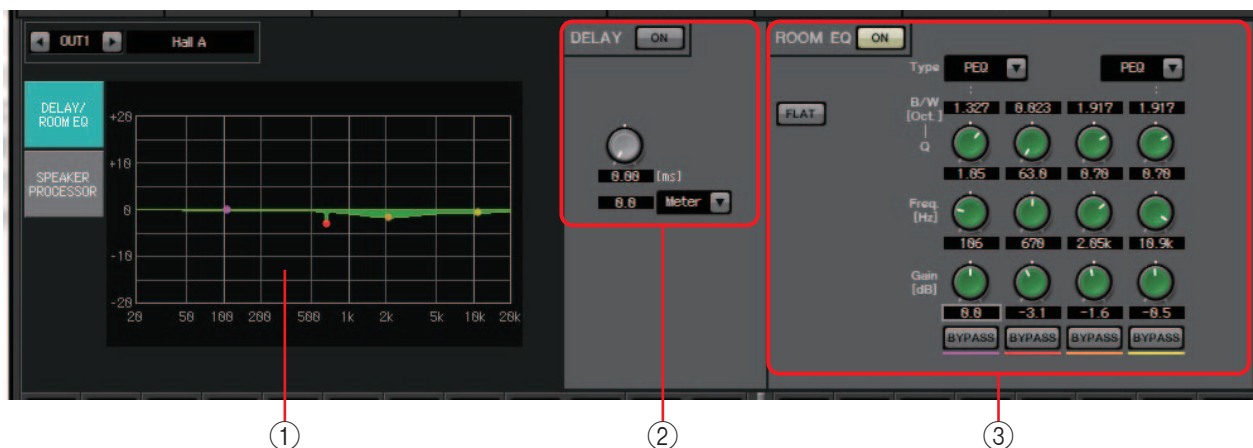 OUT1 Hall A
DELAY/
ROOM EQ
SPEAKER
PROCESSOR
+20
+10
0
-10
-20
20 50 100 200 500 1k 2k 5k 10k 20k
DELAY ON
0.00 [ms]
0.0 Meter
ROOM EQ ON
FLAT
Type PEQ PEQ
B/W
[Oct.]
1.327 0.023 1.917 1.917
Q
1.05 63.0 0.70 0.70
Freq.
[Hz]
106 670 2.05k 10.9k
Gain
[dB]
0.0 -3.1 -1.6 -0.5
BYPASS BYPASS BYPASS BYPASS
① ② ③